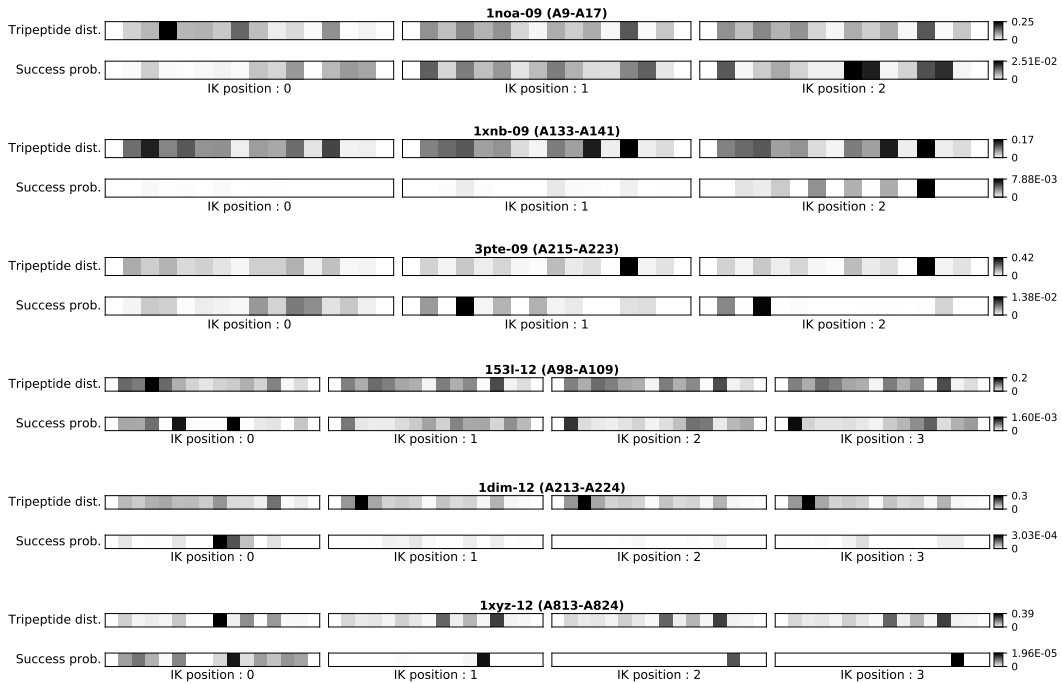 1noa-09 (A9-A17)
Tripeptide dist.
0.25
0
Success prob.
2.51E-02
0
IK position : 0
IK position : 1
IK position : 2
1xnb-09 (A133-A141)
Tripeptide dist.
0.17
0
Success prob.
7.88E-03
0
IK position : 0
IK position : 1
IK position : 2
3pte-09 (A215-A223)
Tripeptide dist.
0.42
0
Success prob.
1.38E-02
0
IK position : 0
IK position : 1
IK position : 2
153l-12 (A98-A109)
Tripeptide dist.
0.2
0
Success prob.
1.60E-03
0
IK position : 0
IK position : 1
IK position : 2
IK position : 3
1dim-12 (A213-A224)
Tripeptide dist.
0.3
0
Success prob.
3.03E-04
0
IK position : 0
IK position : 1
IK position : 2
IK position : 3
1xyz-12 (A813-A824)
Tripeptide dist.
0.39
0
Success prob.
1.96E-05
0
IK position : 0
IK position : 1
IK position : 2
IK position : 3